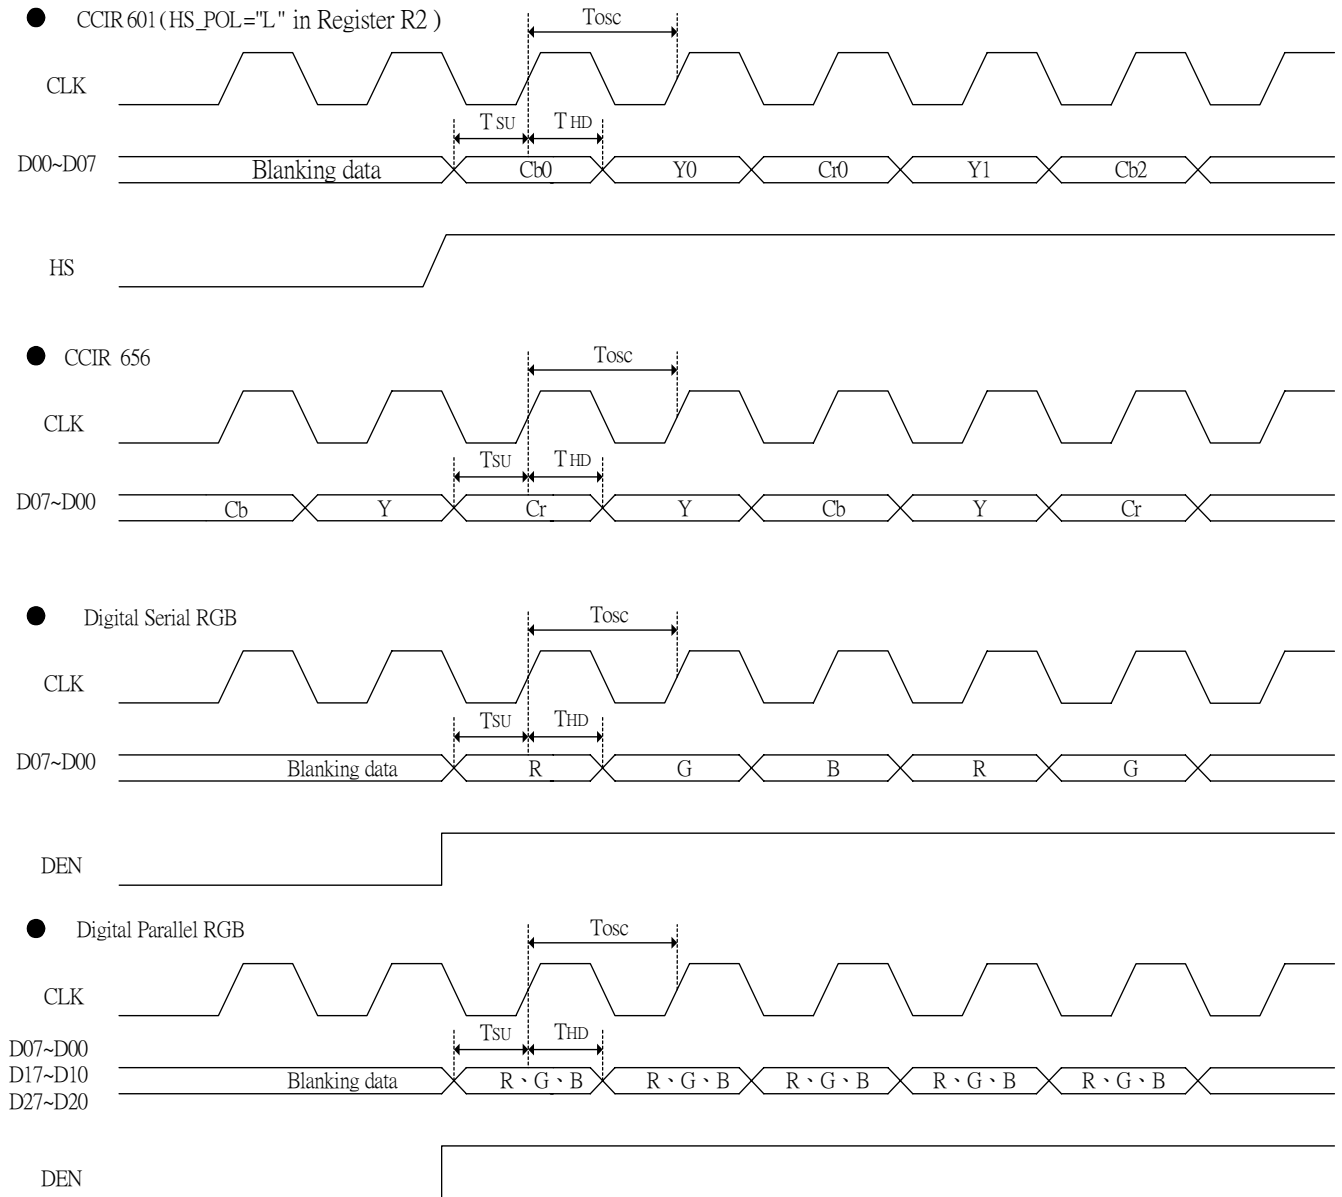 ● CCIR 601 (HS_POL="L" in Register R2 )
Tosc
CLK
TSU THD
D00~D07 Blanking data Cb0 Y0 Cr0 Y1 Cb2
HS
● CCIR 656
Tosc
CLK
TSU THD
D07~D00 Cb Y Cr Y Cb Y Cr
● Digital Serial RGB
Tosc
CLK
TSU THD
D07~D00 Blanking data R G B R G
DEN
● Digital Parallel RGB
Tosc
CLK
TSU THD
D07~D00
D17~D10 Blanking data R、G、B R、G、B R、G、B R、G、B R、G、B
D27~D20
DEN